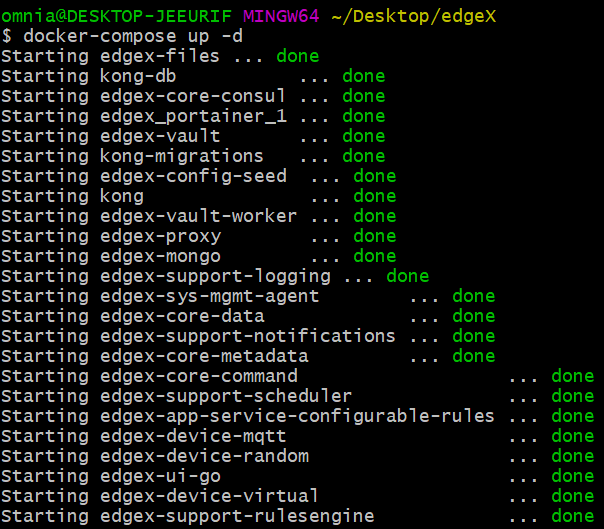 omnia@DESKTOP-JEEURIF MINGW64 ~/Desktop/edgeX
$ docker-compose up -d
Starting edgex-files ... done
Starting kong-db           ... done
Starting edgex-core-consul ... done
Starting edgex_portainer_1 ... done
Starting edgex-vault       ... done
Starting kong-migrations   ... done
Starting edgex-config-seed  ... done
Starting kong               ... done
Starting edgex-vault-worker ... done
Starting edgex-proxy        ... done
Starting edgex-mongo        ... done
Starting edgex-support-logging ... done
Starting edgex-sys-mgmt-agent        ... done
Starting edgex-core-data             ... done
Starting edgex-support-notifications ... done
Starting edgex-core-metadata         ... done
Starting edgex-core-command                   ... done
Starting edgex-support-scheduler              ... done
Starting edgex-app-service-configurable-rules ... done
Starting edgex-device-mqtt                    ... done
Starting edgex-device-random                  ... done
Starting edgex-ui-go                          ... done
Starting edgex-device-virtual                 ... done
Starting edgex-support-rulesengine            ... done